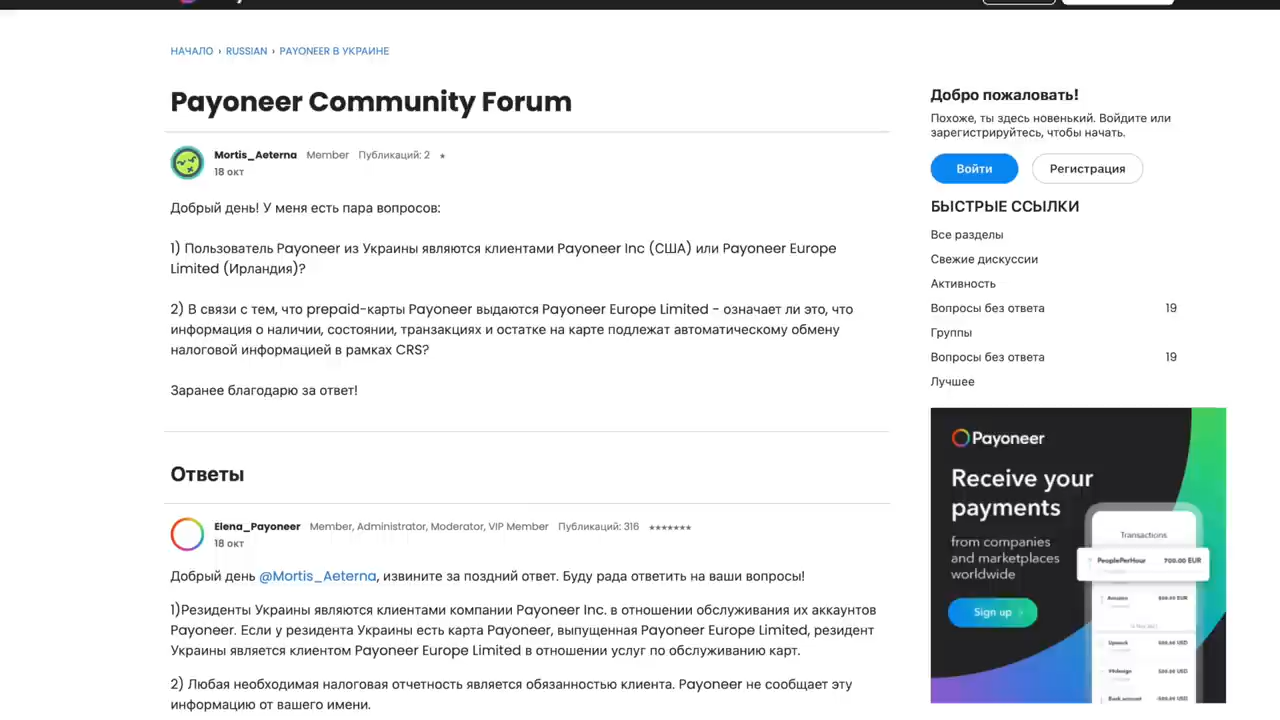 НАЧАЛО › RUSSIAN › PAYONEER В УКРАИНЕ
Payoneer Community Forum
Mortis_Aeterna Member Публикаций: 2 ★
18 окт
Добрый день! У меня есть пара вопросов:
1) Пользователь Payoneer из Украины являются клиентами Payoneer Inc (США) или Payoneer Europe
Limited (Ирландия)?
2) В связи с тем, что prepaid-карты Payoneer выдаются Payoneer Europe Limited - означает ли это, что
информация о наличии, состоянии, транзакциях и остатке на карте подлежат автоматическому обмену
налоговой информацией в рамках CRS?
Заранее благодарю за ответ!
Ответы
Elena_Payoneer Member, Administrator, Moderator, VIP Member Публикаций: 316 ★★★★★★★
18 окт
Добрый день @Mortis_Aeterna, извините за поздний ответ. Буду рада ответить на ваши вопросы!
1)Резиденты Украины являются клиентами компании Payoneer Inc. в отношении обслуживания их аккаунтов
Payoneer. Если у резидента Украины есть карта Payoneer, выпущенная Payoneer Europe Limited, резидент
Украины является клиентом Payoneer Europe Limited в отношении услуг по обслуживанию карт.
2) Любая необходимая налоговая отчетность является обязанностью клиента. Payoneer не сообщает эту
информацию от вашего имени.
Добро пожаловать!
Похоже, ты здесь новенький. Войдите или
зарегистрируйтесь, чтобы начать.
Войти
Регистрация
БЫСТРЫЕ ССЫЛКИ
Все разделы
Свежие дискуссии
Активность
Вопросы без ответа 19
Группы
Вопросы без ответа 19
Лучшее
Payoneer
Receive your
payments
from companies
and marketplaces
worldwide
Sign up
Transactions
PeoplePerHour 700.00 EUR
Amazon
Upwork
Bank account